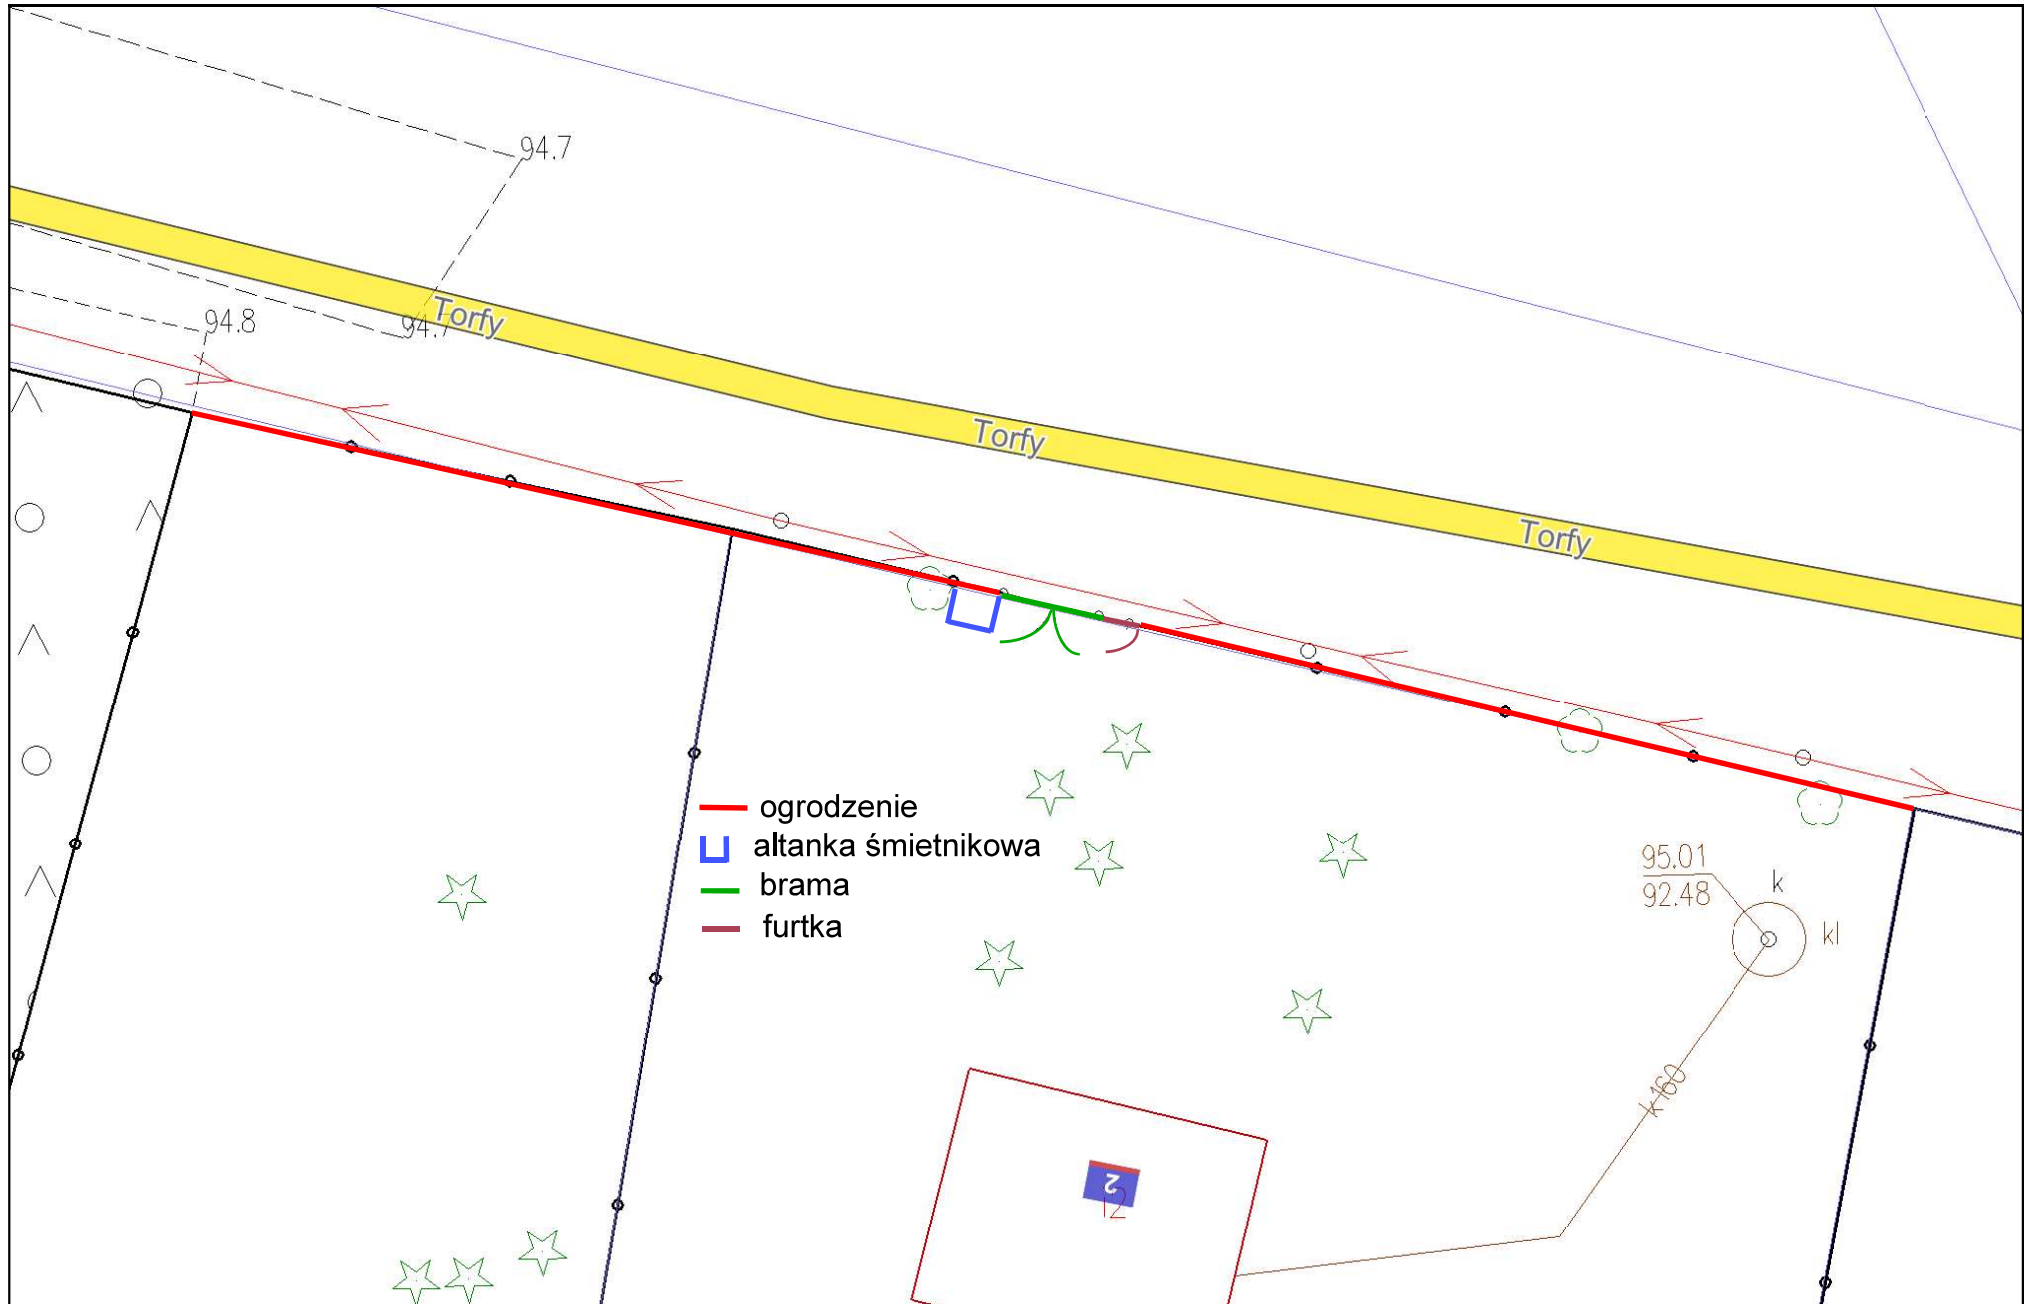 94.7
Torfy
94.8
94.7
Torfy
Torfy
ogrodzenie
altanka śmietnikowa
brama
furtka
95.01
92.48
k
kl
k160
2
i2